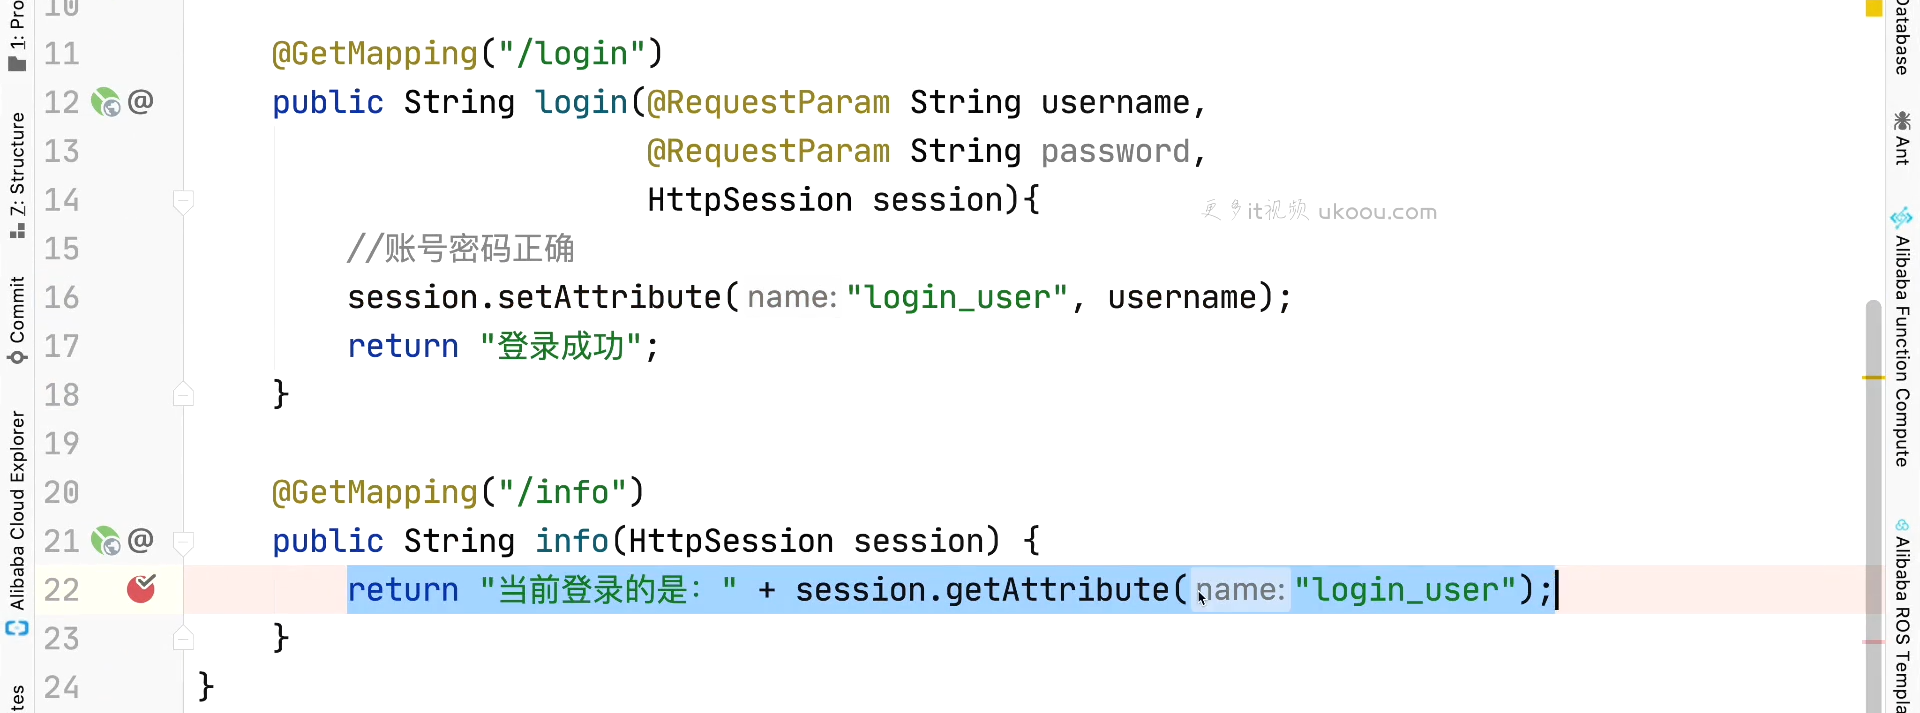 10
11 @GetMapping("/login")
12 @ public String login(@RequestParam String username,
13 @RequestParam String password,
14 HttpSession session){
15 //账号密码正确
16 session.setAttribute( name: "login_user", username);
17 return "登录成功";
18 }
19
20 @GetMapping("/info")
21 @ public String info(HttpSession session) {
22 return "当前登录的是：" + session.getAttribute( name: "login_user");
23 }
24 }
更多it视频 ukoou.com
1: Pro
Z: Structure
Commit
Alibaba Cloud Explorer
tes
Database
Ant
Alibaba Function Compute
Alibaba ROS Templa